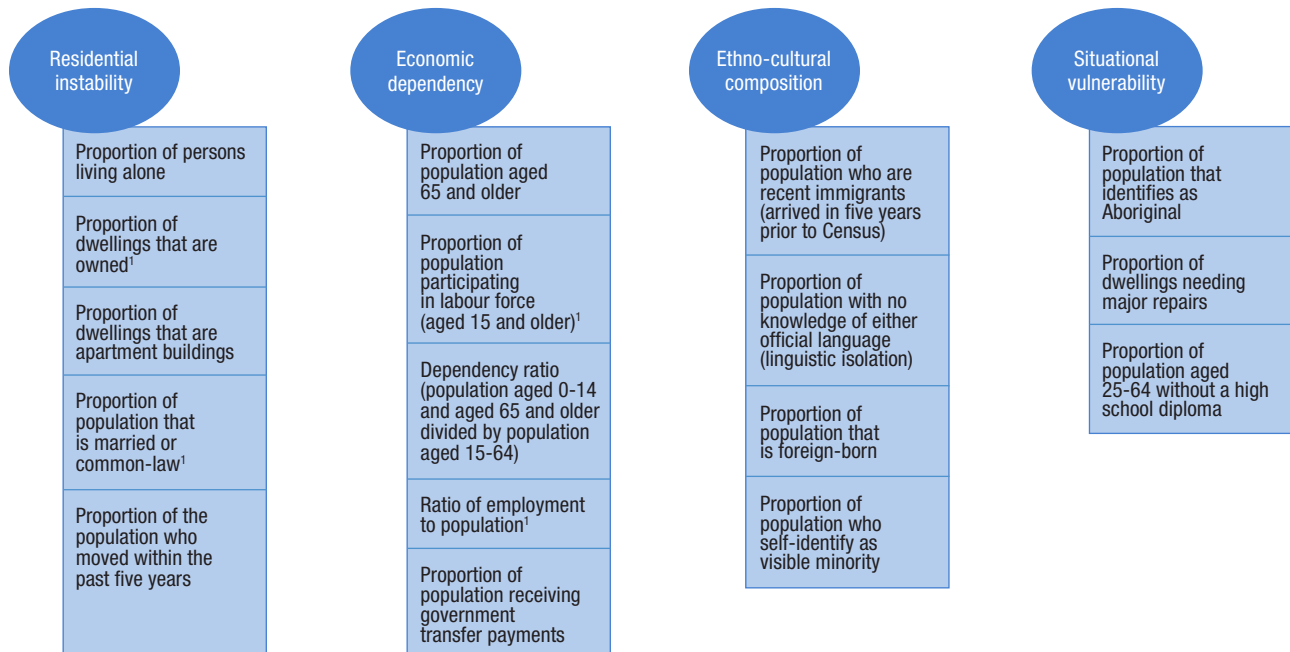 Residential
instability
Proportion of persons
living alone
Proportion of
dwellings that are
owned¹
Proportion of
dwellings that are
apartment buildings
Proportion of
population that
is married or
common-law¹
Proportion of the
population who
moved within the
past five years
Economic
dependency
Proportion of
population aged
65 and older
Proportion of
population
participating
in labour force
(aged 15 and older)¹
Dependency ratio
(population aged 0-14
and aged 65 and older
divided by population
aged 15-64)
Ratio of employment
to population¹
Proportion of
population receiving
government
transfer payments
Ethno-cultural
composition
Proportion of
population who are
recent immigrants
(arrived in five years
prior to Census)
Proportion of
population with no
knowledge of either
official language
(linguistic isolation)
Proportion of
population that
is foreign-born
Proportion of
population who
self-identify as
visible minority
Situational
vulnerability
Proportion of
population that
identifies as
Aboriginal
Proportion of
dwellings needing
major repairs
Proportion of
population aged
25-64 without a high
school diploma